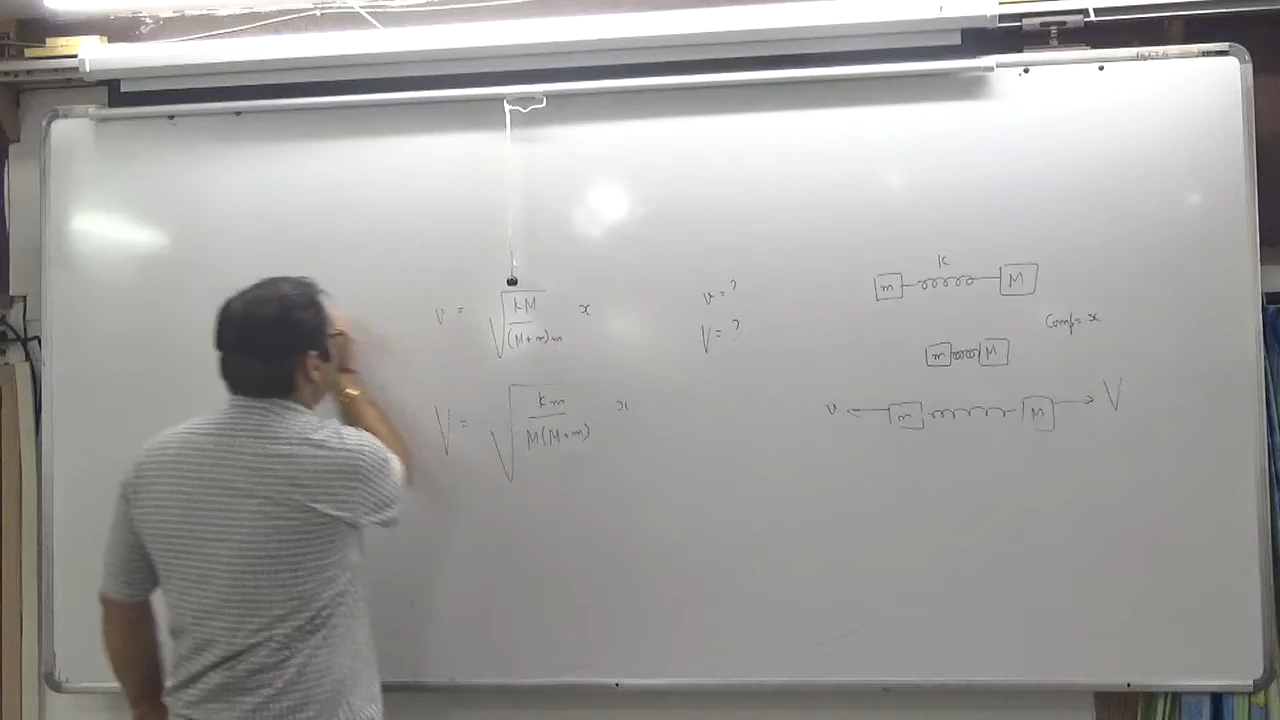 v = √(kM/(M+m)m) x
V = √(km/M(M+m)) x
v = ?
V = ?
k
m M
Comp = x
m M
v m M V